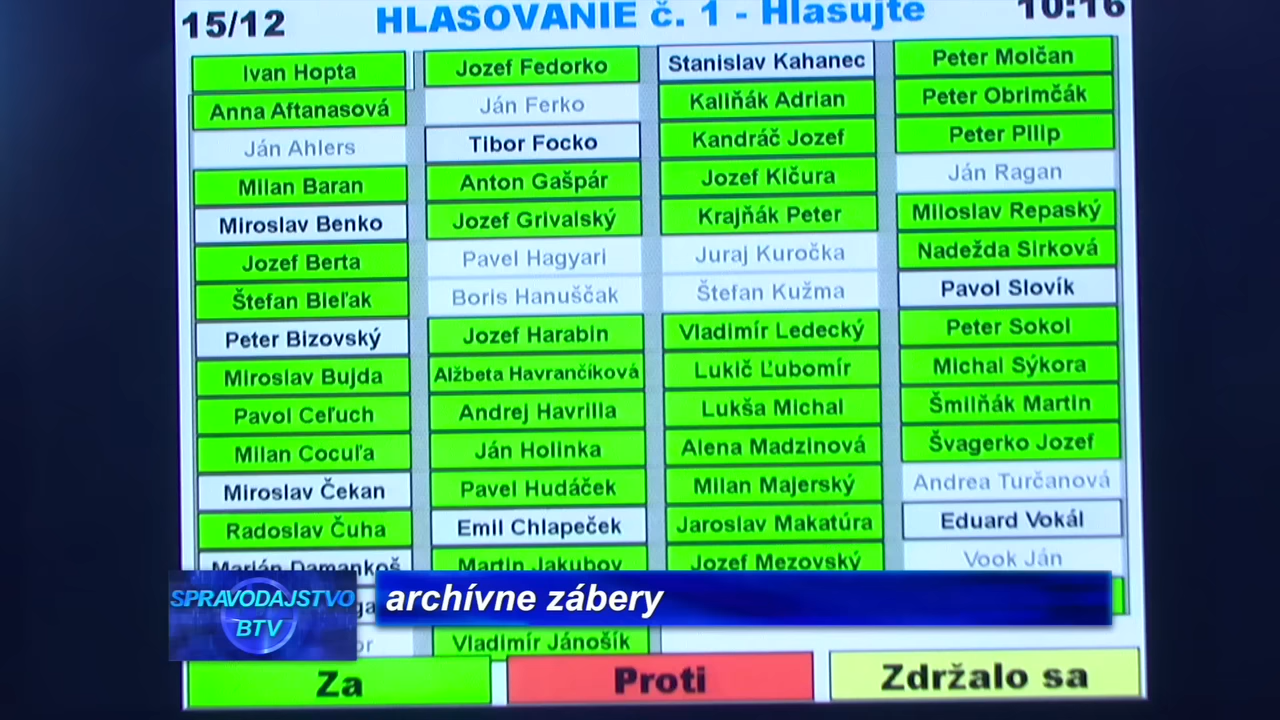 15/12
HLASOVANIE č. 1 - Hlasujte
10:16
Ivan Hopta
Anna Aftanasová
Ján Ahlers
Milan Baran
Miroslav Benko
Jozef Berta
Štefan Bieľak
Peter Bizovský
Miroslav Bujda
Pavol Ceľuch
Milan Cocuľa
Miroslav Čekan
Radoslav Čuha
Marián Damankoš
Jozef Fedorko
Ján Ferko
Tibor Focko
Anton Gašpár
Jozef Grivalský
Pavel Hagyari
Boris Hanuščak
Jozef Harabin
Alžbeta Havrančíková
Andrej Havrilla
Ján Holinka
Pavel Hudáček
Emil Chlapeček
Martin Jakubov
Vladimír Jánošík
Stanislav Kahanec
Kaliňák Adrian
Kandráč Jozef
Jozef Kičura
Krajňák Peter
Juraj Kuročka
Štefan Kužma
Vladimír Ledecký
Lukič Ľubomír
Lukša Michal
Alena Madzinová
Milan Majerský
Jaroslav Makatúra
Jozef Mezovský
Peter Molčan
Peter Obrimčák
Peter Pilip
Ján Ragan
Miloslav Repaský
Nadežda Sirková
Pavol Slovík
Peter Sokol
Michal Sýkora
Šmilňák Martin
Švagerko Jozef
Andrea Turčanová
Eduard Vokál
Vook Ján
SPRAVODAJSTVO
BTV
archívne zábery
Za
Proti
Zdržalo sa